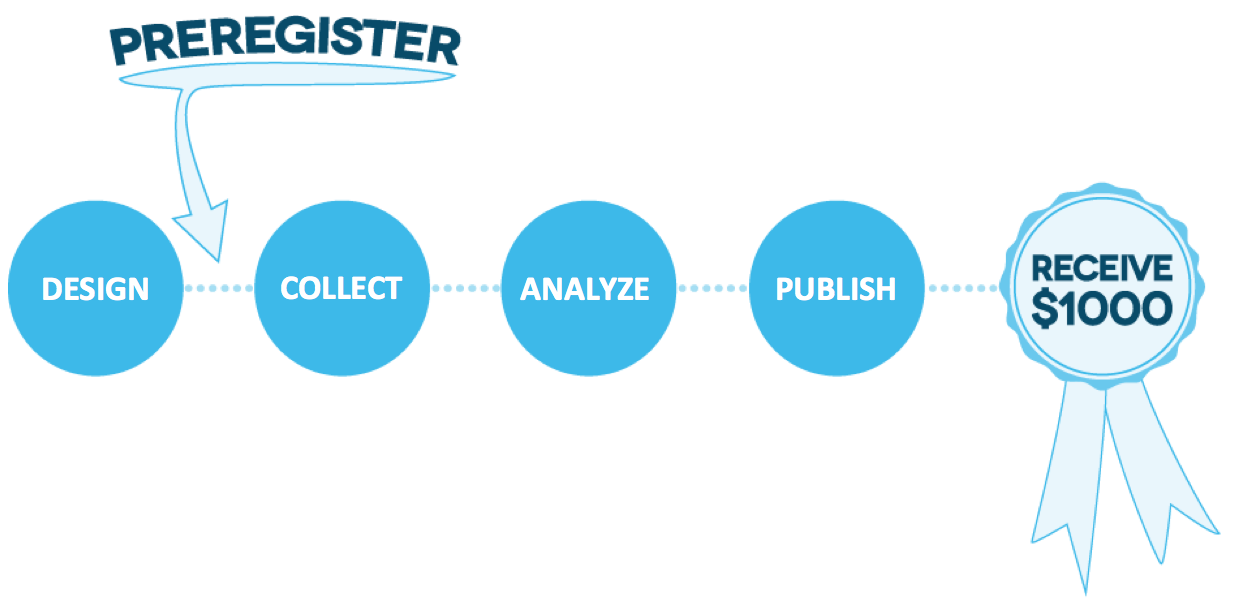 PREREGISTER
DESIGN
COLLECT
ANALYZE
PUBLISH
RECEIVE
$1000